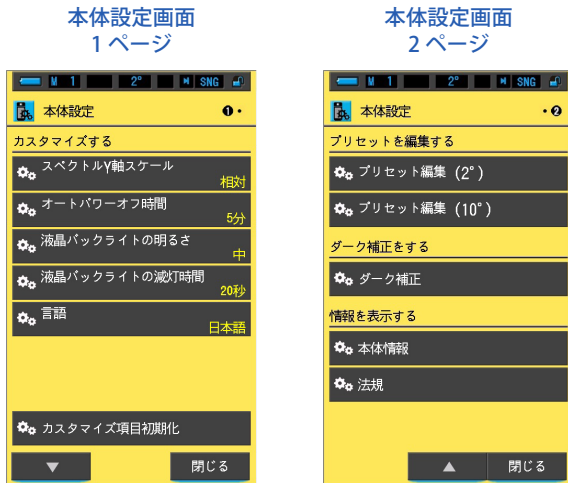 本体設定画面
1 ページ
M 1 2° M SNG
本体設定 ❶・
カスタマイズする
スペクトルY軸スケール
相対
オートパワーオフ時間
5分
液晶バックライトの明るさ
中
液晶バックライトの減灯時間
20秒
言語
日本語
カスタマイズ項目初期化
▼ 閉じる
本体設定画面
2 ページ
M 1 2° M SNG
本体設定 ・❷
プリセットを編集する
プリセット編集 (2°)
プリセット編集 (10°)
ダーク補正をする
ダーク補正
情報を表示する
本体情報
法規
▲ 閉じる